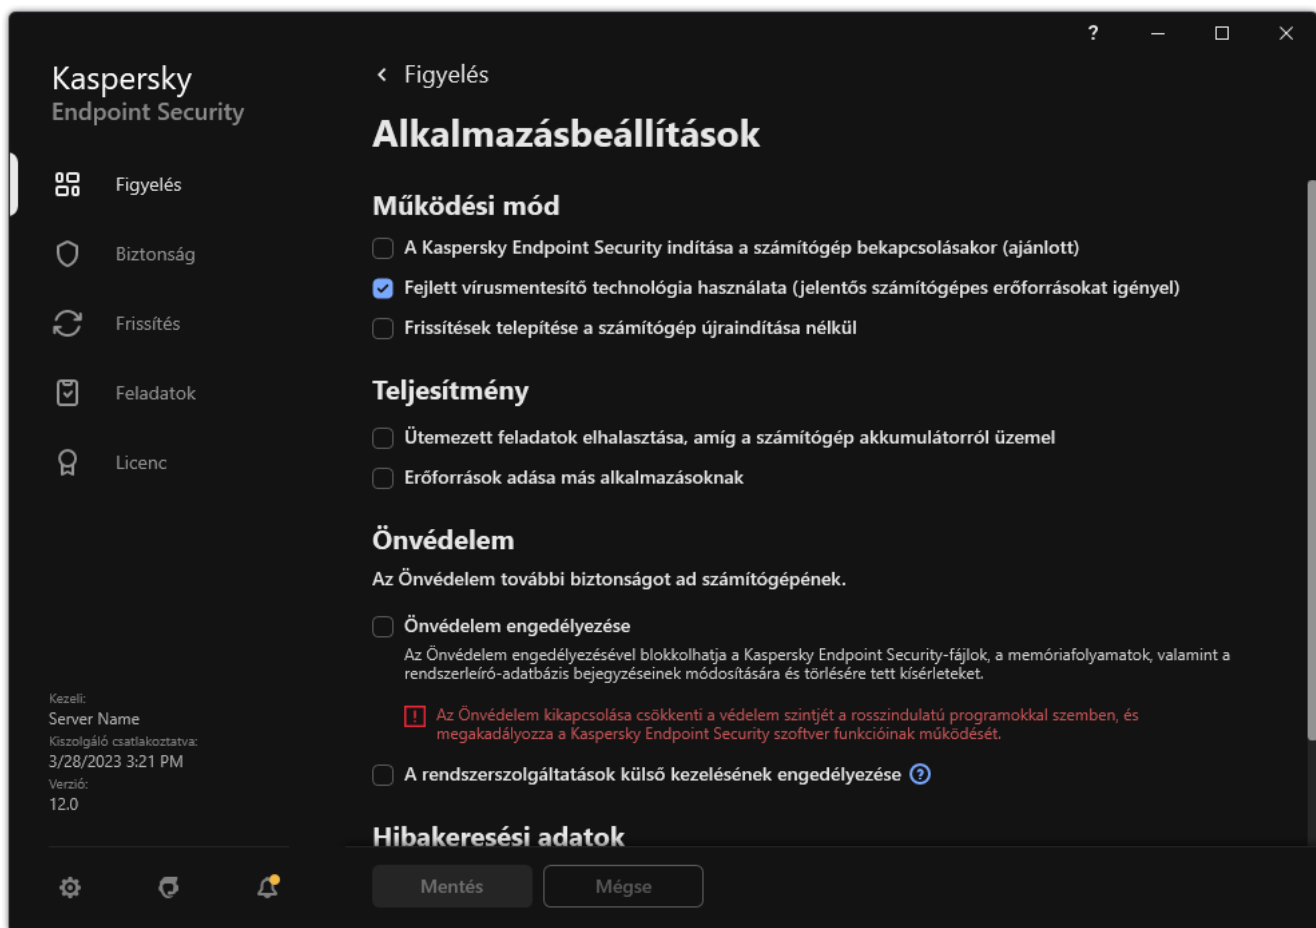 ?
Kaspersky
Endpoint Security
Figyelés
Biztonság
Frissítés
Feladatok
Licenc
Kezeli:
Server Name
Kiszolgáló csatlakoztatva:
3/28/2023 3:21 PM
Verzió:
12.0
Figyelés
Alkalmazásbeállítások
Működési mód
A Kaspersky Endpoint Security indítása a számítógép bekapcsolásakor (ajánlott)
Fejlett vírusmentesítő technológia használata (jelentős számítógépes erőforrásokat igényel)
Frissítések telepítése a számítógép újraindítása nélkül
Teljesítmény
Ütemezett feladatok elhalasztása, amíg a számítógép akkumulátorról üzemel
Erőforrások adása más alkalmazásoknak
Önvédelem
Az Önvédelem további biztonságot ad számítógépének.
Önvédelem engedélyezése
Az Önvédelem engedélyezésével blokkolhatja a Kaspersky Endpoint Security-fájlok, a memóriafolyamatok, valamint a
rendszerleíró-adatbázis bejegyzéseinek módosítására és törlésére tett kísérleteket.
Az Önvédelem kikapcsolása csökkenti a védelem szintjét a rosszindulatú programokkal szemben, és
megakadályozza a Kaspersky Endpoint Security szoftver funkcióinak működését.
A rendszerszolgáltatások külső kezelésének engedélyezése ?
Hibakeresési adatok
Mentés
Mégse